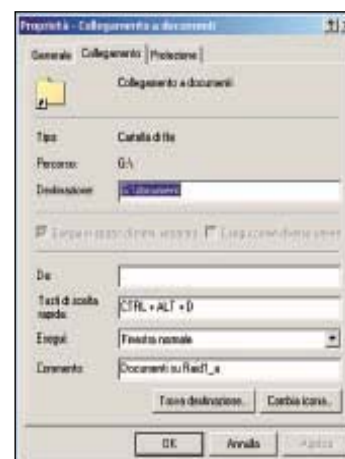 Proprietà - Collegamento a documenti
Generale Collegamento Protezione
Collegamento a documenti
Tipo: Cartella di file
Percorso: G:\
Destinazione: G:\documenti
Da:
Tasti di scelta rapida: CTRL + ALT + D
Esegui: Finestra normale
Commento: Documenti su Raid1_a
Trova destinazione... Cambia icona...
OK Annulla Applica